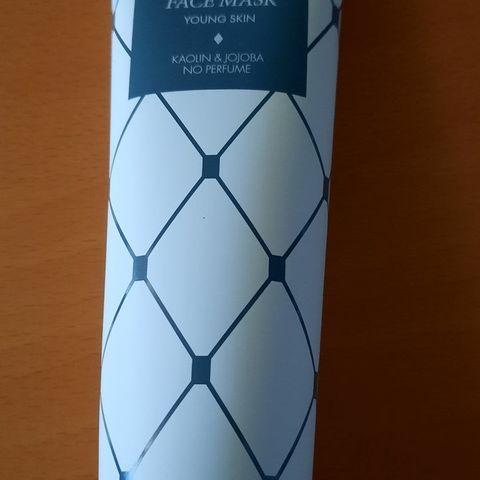 FACE MASK
YOUNG SKIN
KAOLIN & JOJOBA
NO PERFUME